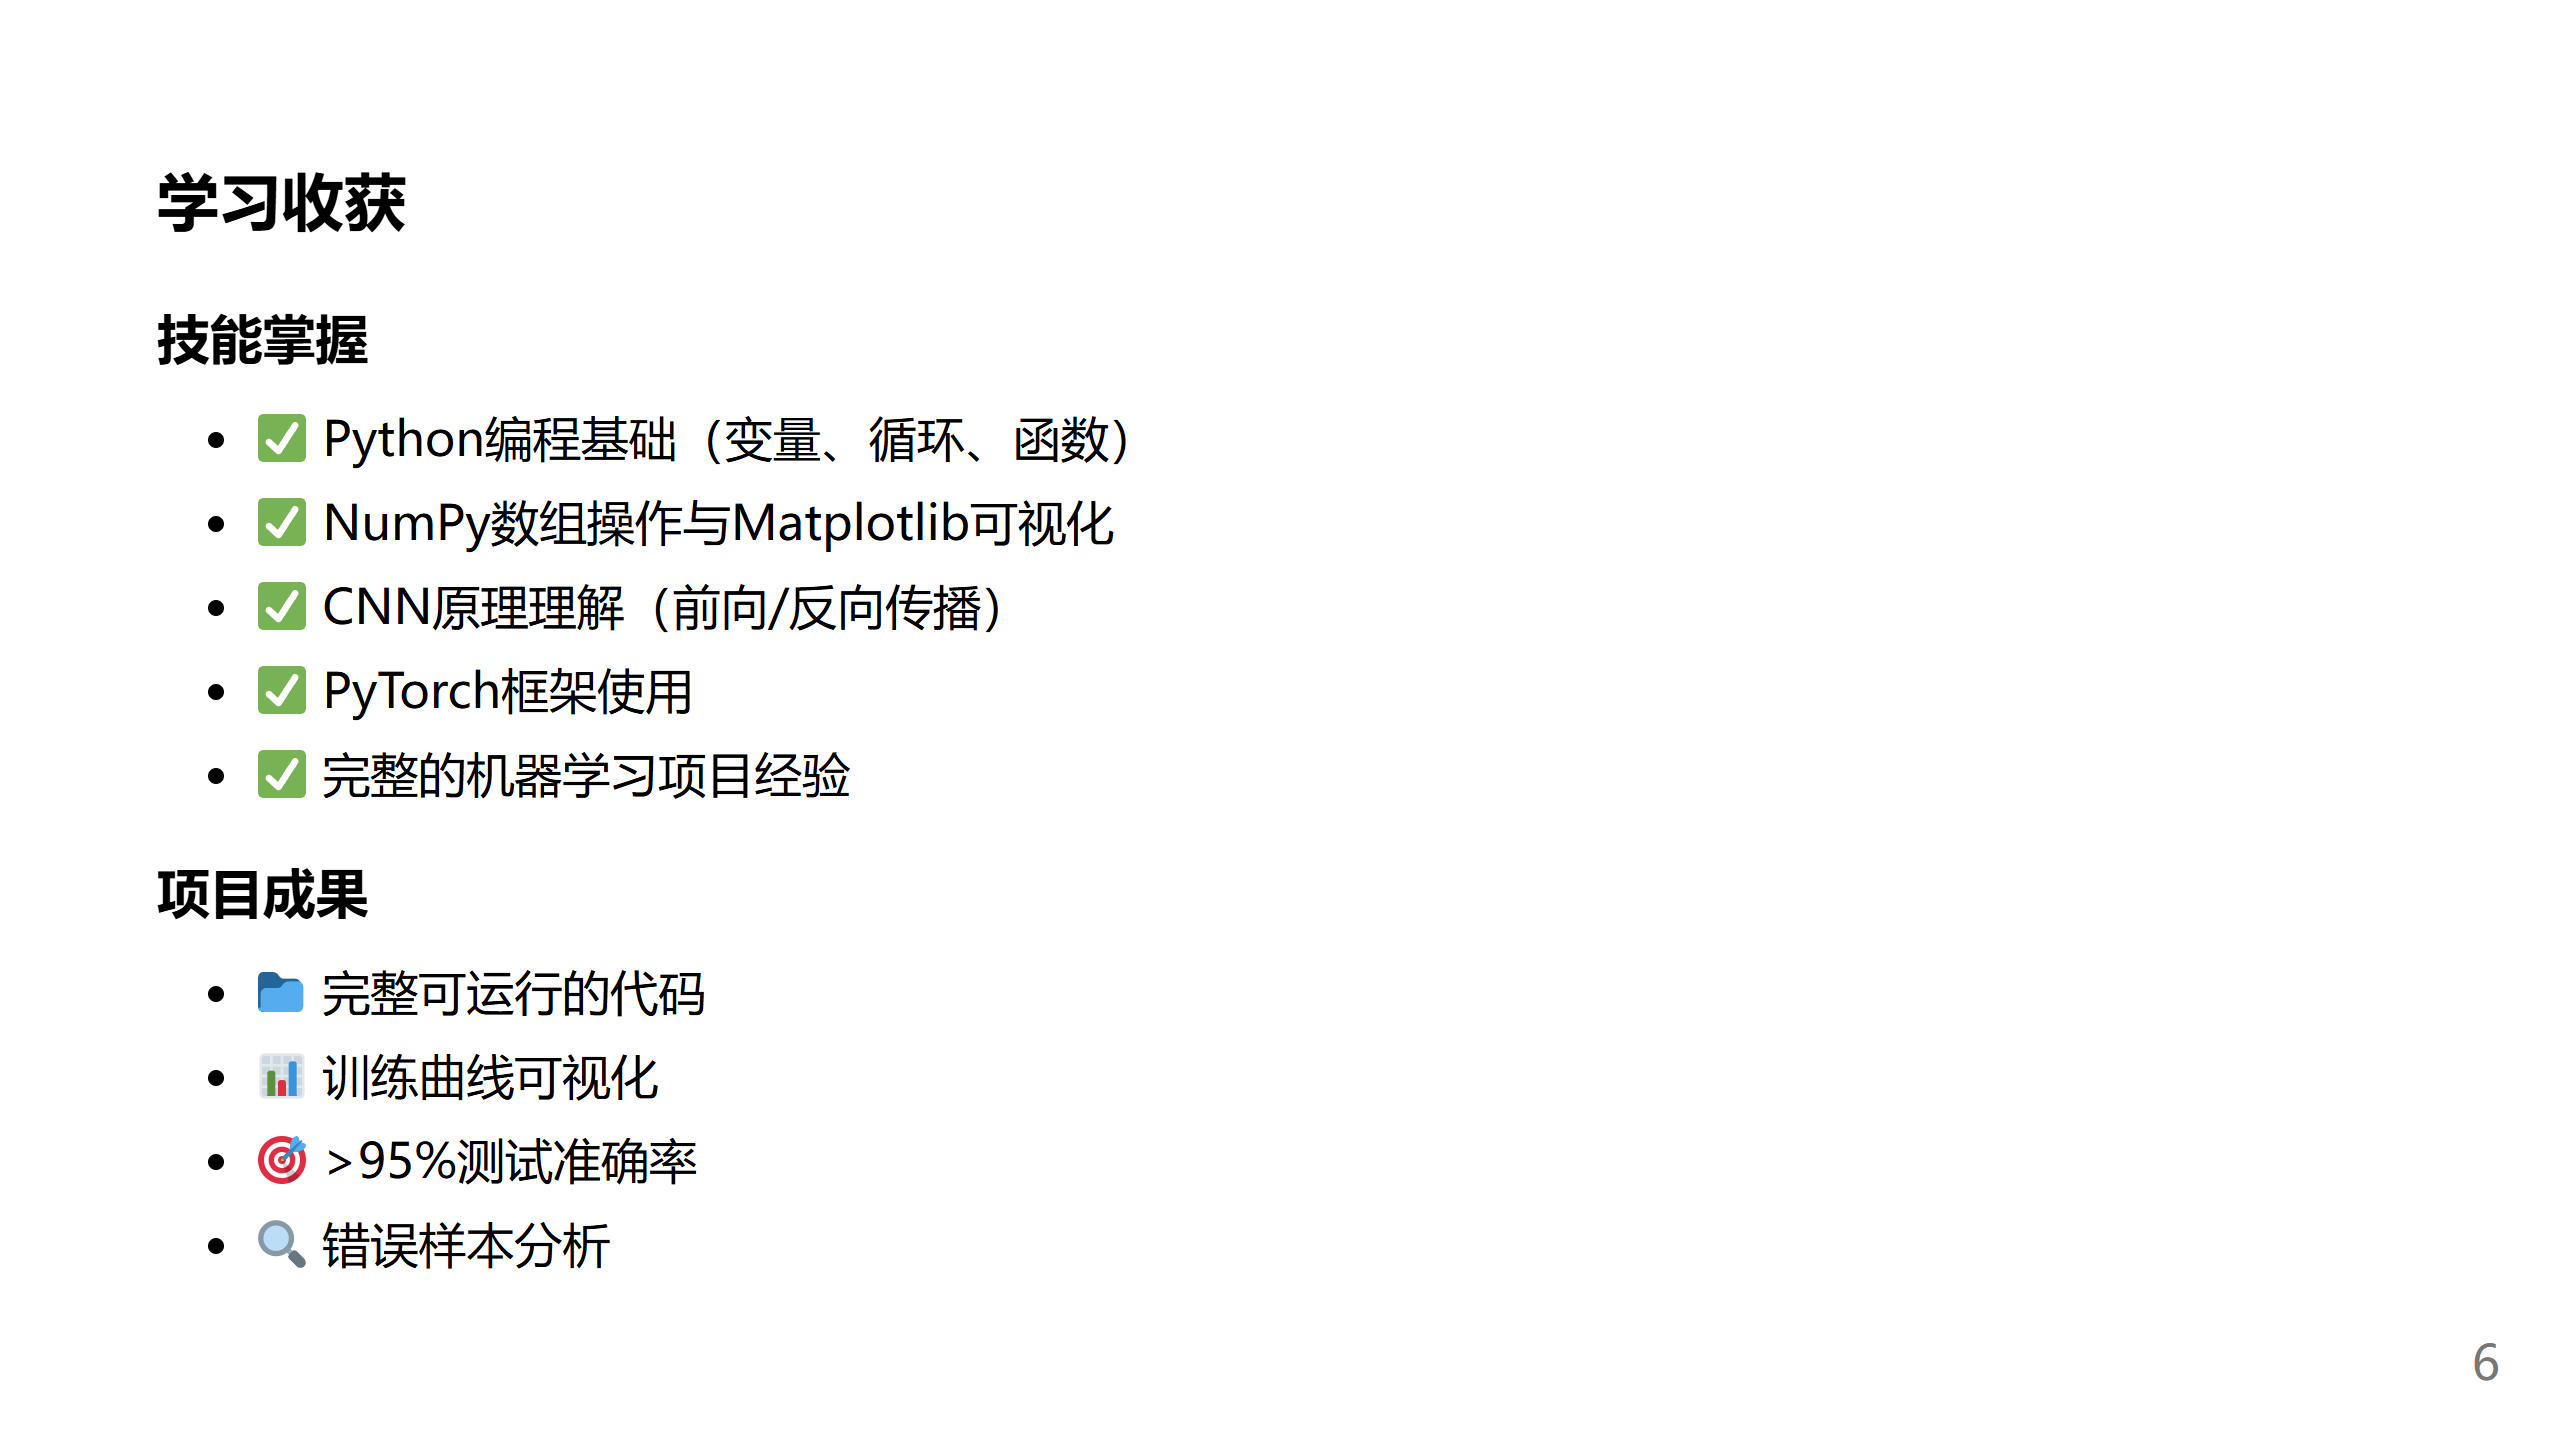 学习收获
技能掌握
• ✅ Python编程基础（变量、循环、函数）
• ✅ NumPy数组操作与Matplotlib可视化
• ✅ CNN原理理解（前向/反向传播）
• ✅ PyTorch框架使用
• ✅ 完整的机器学习项目经验
项目成果
• 📁 完整可运行的代码
• 📊 训练曲线可视化
• 🎯 >95%测试准确率
• 🔍 错误样本分析
6